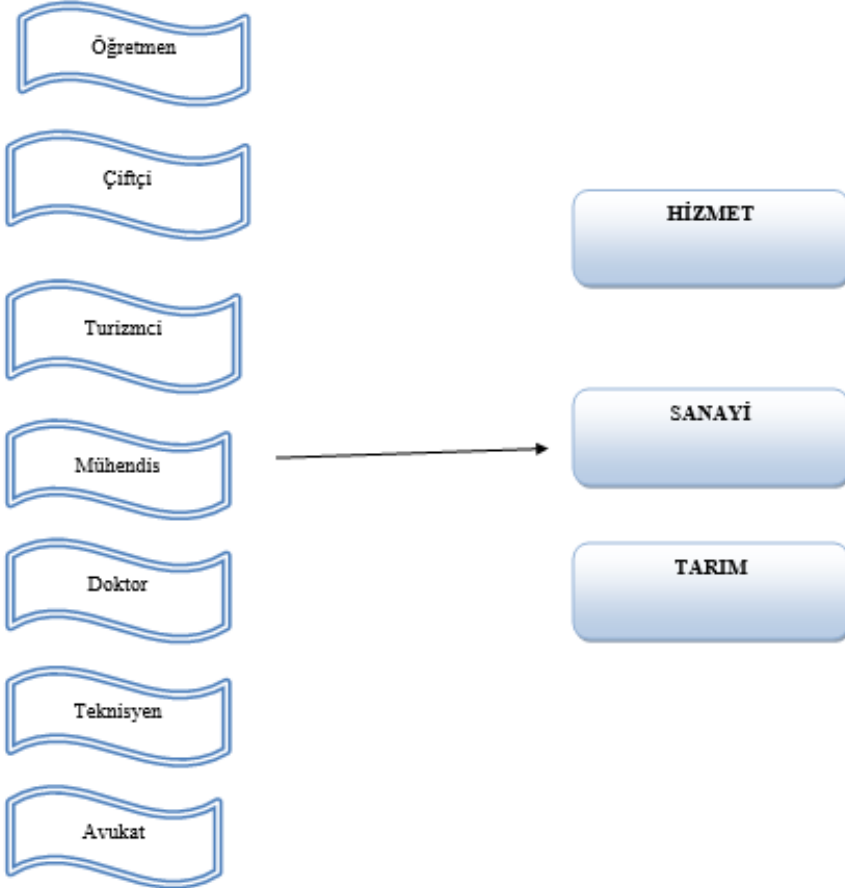 Öğretmen
Çiftçi
Turizmci
Mühendis
Doktor
Teknisyen
Avukat
HİZMET
SANAYİ
TARIM